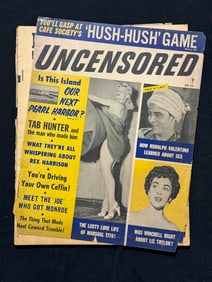 YOU'LL GASP AT
CAFE SOCIETY'S
'HUSH-HUSH' GAME
UNCENSORED
Is This Island
OUR NEXT
PEARL HARBOR?
TAB HUNTER and
the man who made him
WHAT THEY'RE ALL
WHISPERING ABOUT
REX HARRISON
You're Driving
Your Own Coffin!
MEET THE 'JOE'
WHO GOT MONROE
The Thing That Made
Noel Coward Tremble!
THE LUSTY LOVE LIFE
OF MARSHAL TITO!
HOW RUDOLPH VALENTINO
LEARNED ABOUT SEX
WAS WINCHELL RIGHT
ABOUT LIZ TAYLOR?